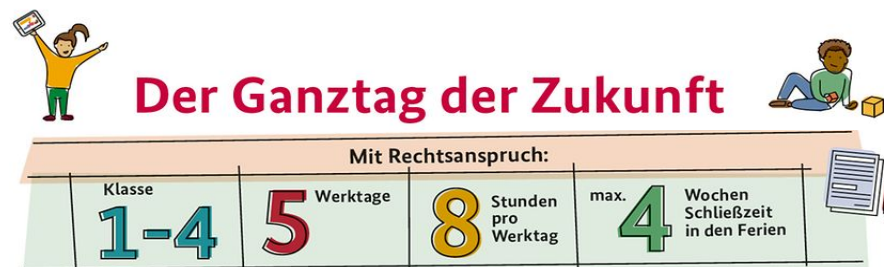 Der Ganztag der Zukunft
Mit Rechtsanspruch:
Klasse
1-4
5 Werktage
8 Stunden
pro
Werktag
max. 4 Wochen
Schließzeit
in den Ferien